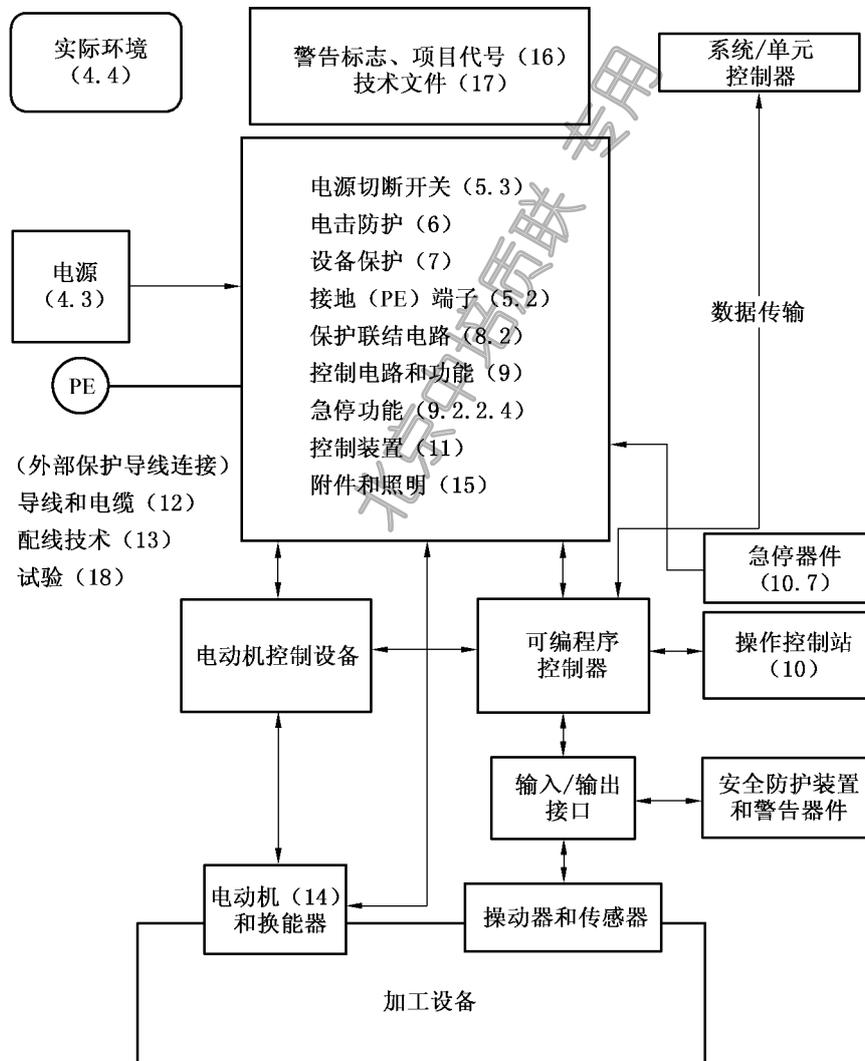 实际环境
(4.4)
警告标志、项目代号(16)
技术文件(17)
系统/单元
控制器
电源切断开关(5.3)
电击防护(6)
设备保护(7)
接地(PE)端子(5.2)
保护联结电路(8.2)
控制电路和功能(9)
急停功能(9.2.2.4)
控制装置(11)
附件和照明(15)
电源
(4.3)
PE
数据传输
(外部保护导线连接)
导线和电缆(12)
配线技术(13)
试验(18)
急停器件
(10.7)
电动机控制设备
可编程序
控制器
操作控制站
(10)
输入/输出
接口
安全防护装置
和警告器件
电动机(14)
和换能器
操动器和传感器
加工设备
北京中培质联 专用